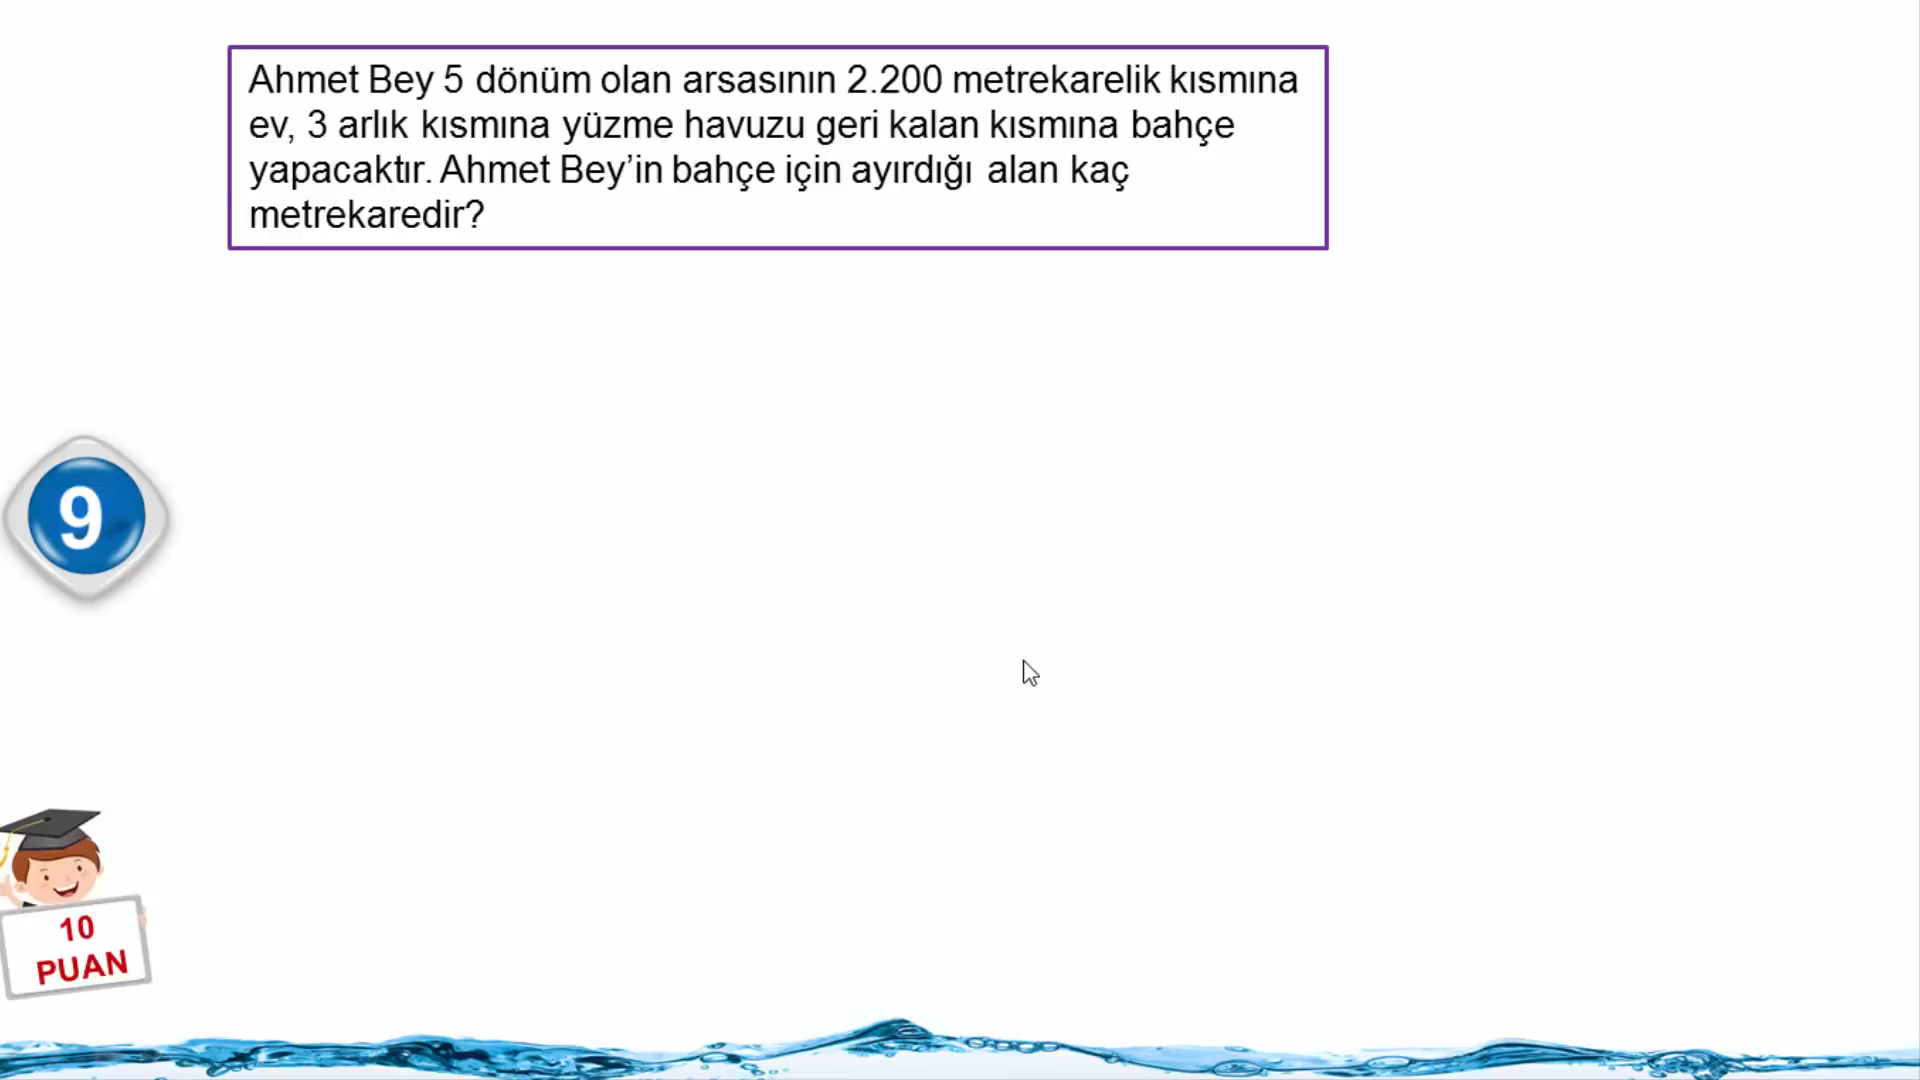 Ahmet Bey 5 dönüm olan arsasının 2.200 metrekarelik kısmına
ev, 3 arlık kısmına yüzme havuzu geri kalan kısmına bahçe
yapacaktır. Ahmet Bey’in bahçe için ayırdığı alan kaç
metrekaredir?
9
10
PUAN